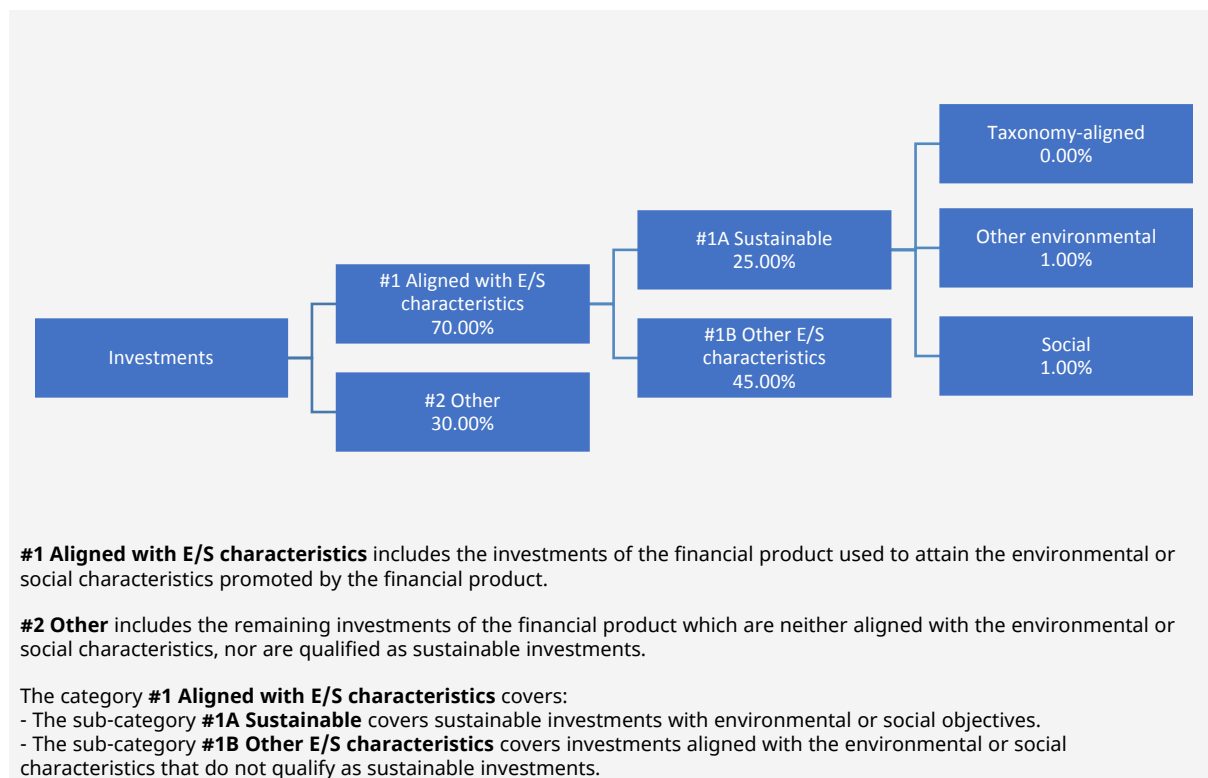 Investments
#1 Aligned with E/S
characteristics
70.00%
#2 Other
30.00%
#1A Sustainable
25.00%
#1B Other E/S
characteristics
45.00%
Taxonomy-aligned
0.00%
Other environmental
1.00%
Social
1.00%
#1 Aligned with E/S characteristics includes the investments of the financial product used to attain the environmental or
social characteristics promoted by the financial product.
#2 Other includes the remaining investments of the financial product which are neither aligned with the environmental or
social characteristics, nor are qualified as sustainable investments.
The category #1 Aligned with E/S characteristics covers:
- The sub-category #1A Sustainable covers sustainable investments with environmental or social objectives.
- The sub-category #1B Other E/S characteristics covers investments aligned with the environmental or social
characteristics that do not qualify as sustainable investments.